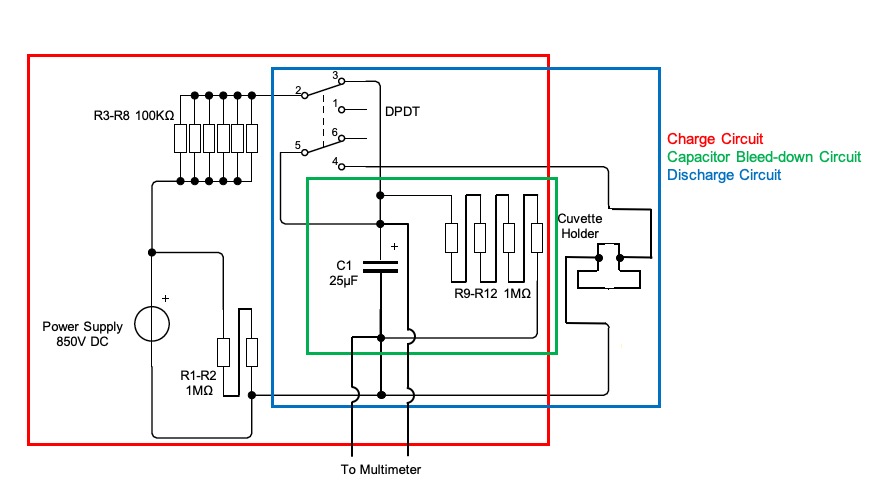 3
2
1
DPDT
R3-R8 100KΩ
6
5
4
Charge Circuit
Capacitor Bleed-down Circuit
Discharge Circuit
Cuvette
Holder
+
C1
25µF
R9-R12 1MΩ
+
Power Supply
850V DC
R1-R2
1MΩ
To Multimeter